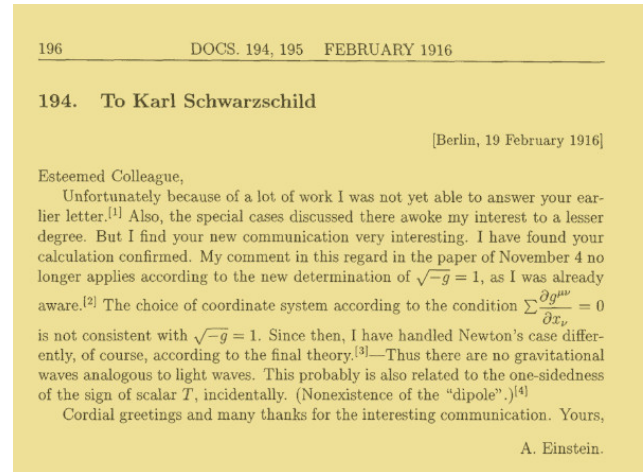 196 DOCS. 194, 195 FEBRUARY 1916
194. To Karl Schwarzschild
[Berlin, 19 February 1916]
Esteemed Colleague,
Unfortunately because of a lot of work I was not yet able to answer your ear-
lier letter.[1] Also, the special cases discussed there awoke my interest to a lesser
degree. But I find your new communication very interesting. I have found your
calculation confirmed. My comment in this regard in the paper of November 4 no
longer applies according to the new determination of √−g = 1, as I was already
aware.[2] The choice of coordinate system according to the condition ∑ ∂g^μν/∂x_ν = 0
is not consistent with √−g = 1. Since then, I have handled Newton's case differ-
ently, of course, according to the final theory.[3]—Thus there are no gravitational
waves analogous to light waves. This probably is also related to the one-sidedness
of the sign of scalar T, incidentally. (Nonexistence of the "dipole".)[4]
Cordial greetings and many thanks for the interesting communication. Yours,
A. Einstein.